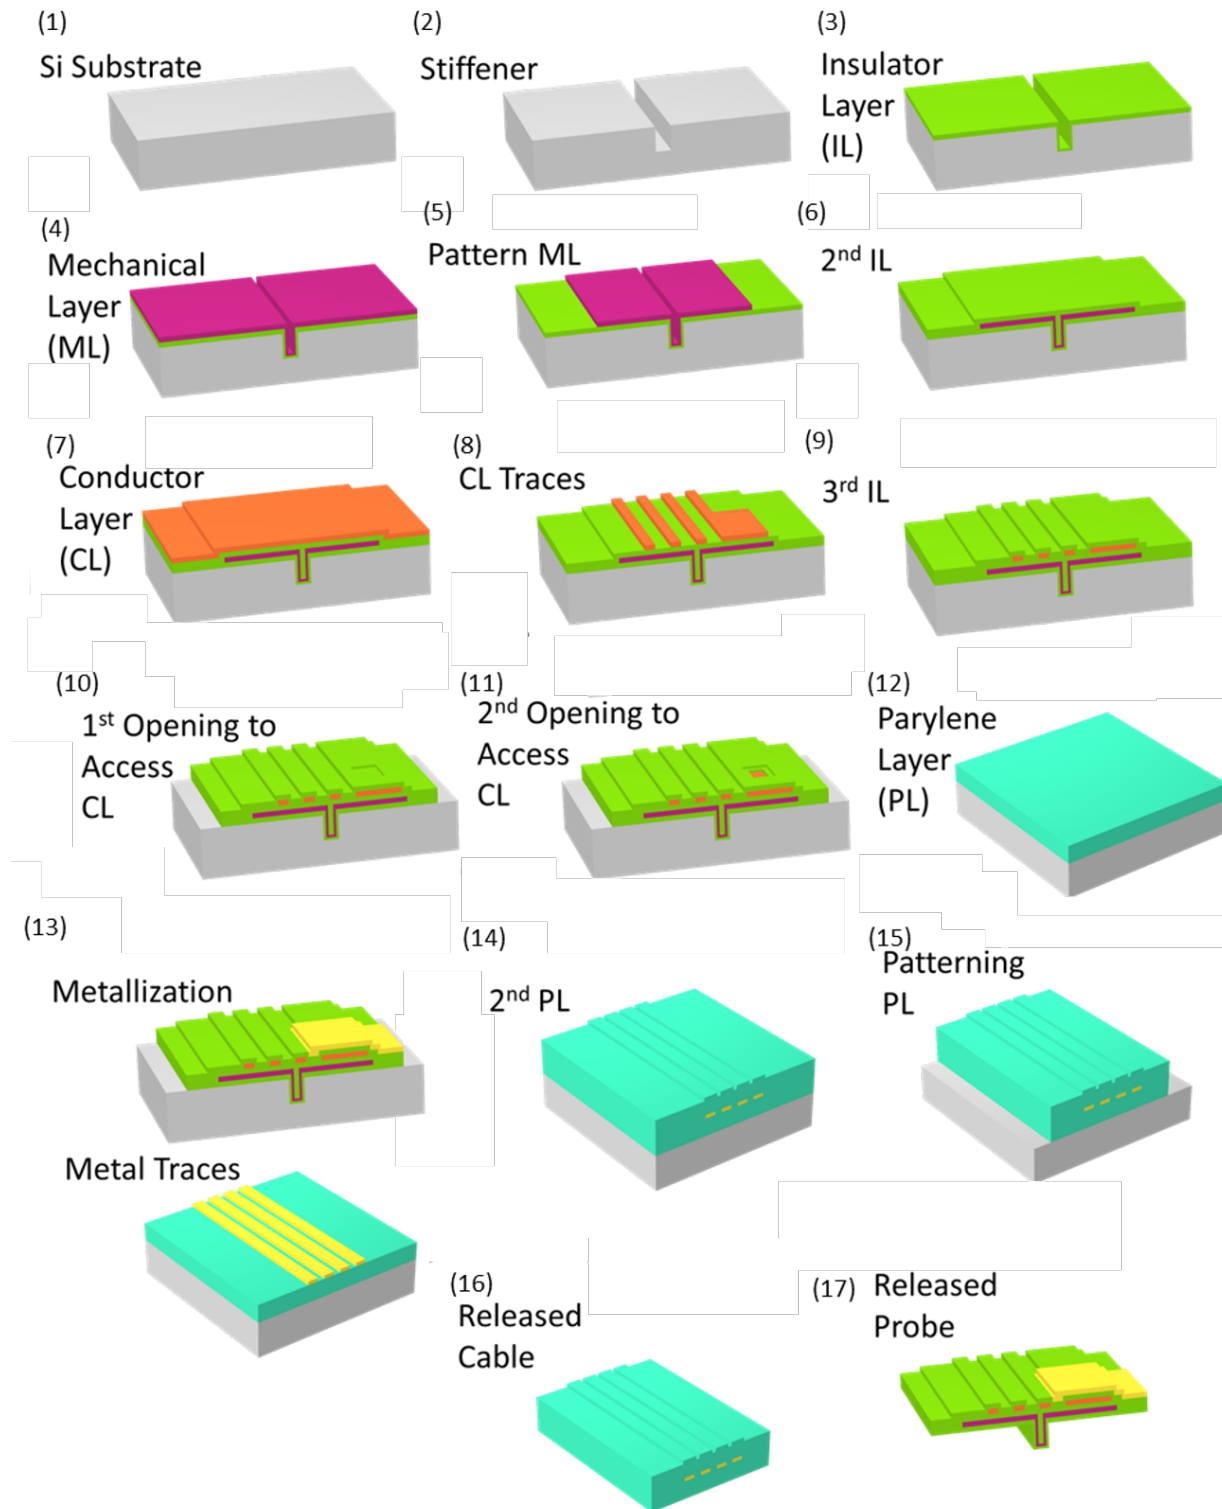 (1)
Si Substrate
(2)
Stiffener
(3)
Insulator
Layer
(IL)
(4)
Mechanical
Layer
(ML)
(5)
Pattern ML
(6)
2nd IL
(7)
Conductor
Layer
(CL)
(8)
CL Traces
(9)
3rd IL
(10)
1st Opening to
Access
CL
(11)
2nd Opening to
Access
CL
(12)
Parylene
Layer
(PL)
(13)
Metallization
Metal Traces
(14)
2nd PL
(15)
Patterning
PL
(16)
Released
Cable
(17)
Released
Probe